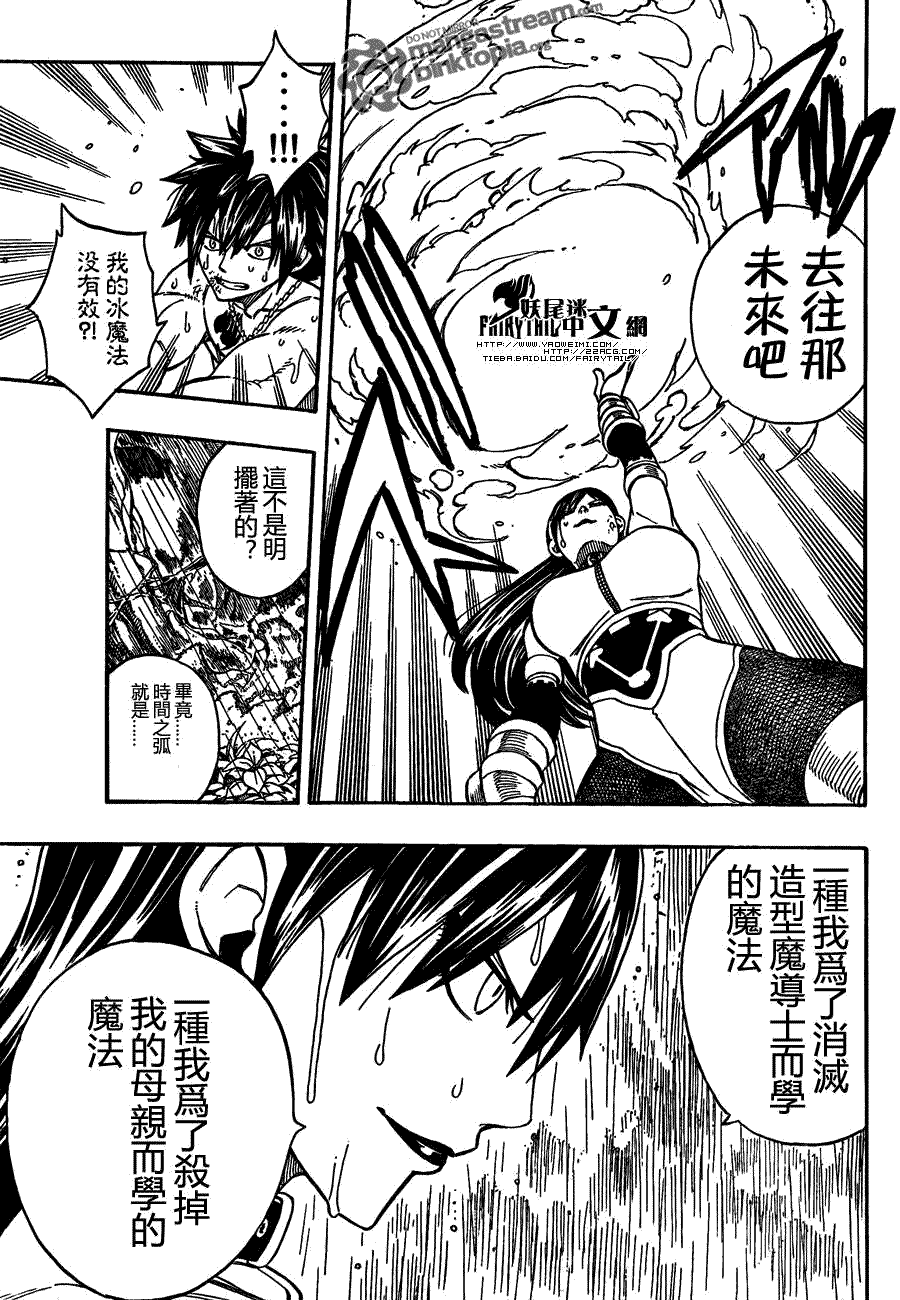 DO NOT MIRROR
mangastream.com
binktopia.org
去往那
未來吧
妖尾迷
FAIRYTAIL中文網
HTTP://WWW.YAOWEIMI.COM/
HTTP://22ACG.COM/
TIEBA.BAIDU.COM/FAIRYTAIL/
……!!!
我的冰魔法
没有效?!
這不是明
擺著的?
畢竟……
時間之弧
就是……
一種我爲了消滅
造型魔導士而學
的魔法
一種我爲了殺掉
我的母親而學的
魔法